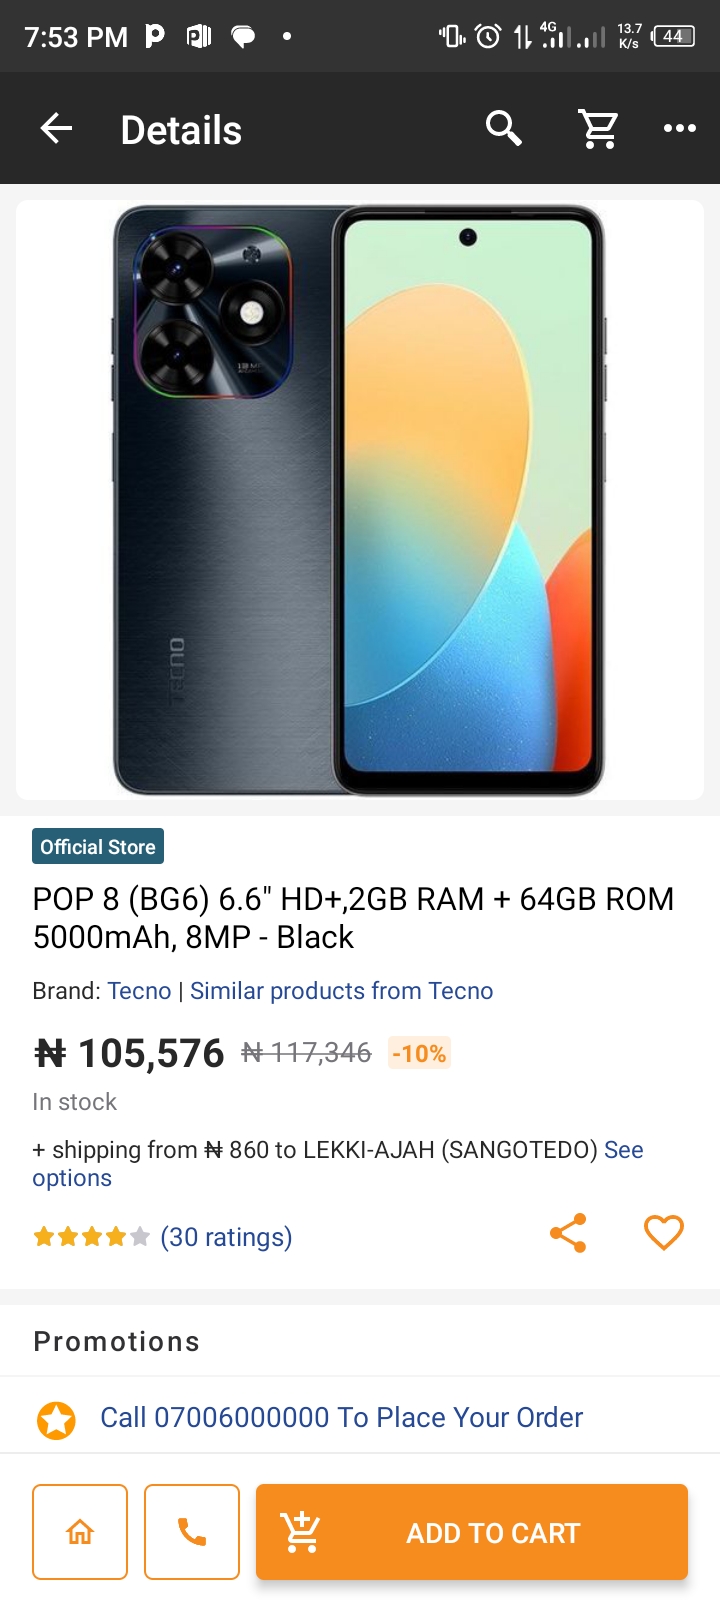 7:53 PM
4G
13.7
K/s
44
Details
TECNO
Official Store
POP 8 (BG6) 6.6" HD+,2GB RAM + 64GB ROM
5000mAh, 8MP - Black
Brand: Tecno | Similar products from Tecno
₦ 105,576 ₦ 117,346 -10%
In stock
+ shipping from ₦ 860 to LEKKI-AJAH (SANGOTEDO) See
options
(30 ratings)
Promotions
Call 07006000000 To Place Your Order
ADD TO CART